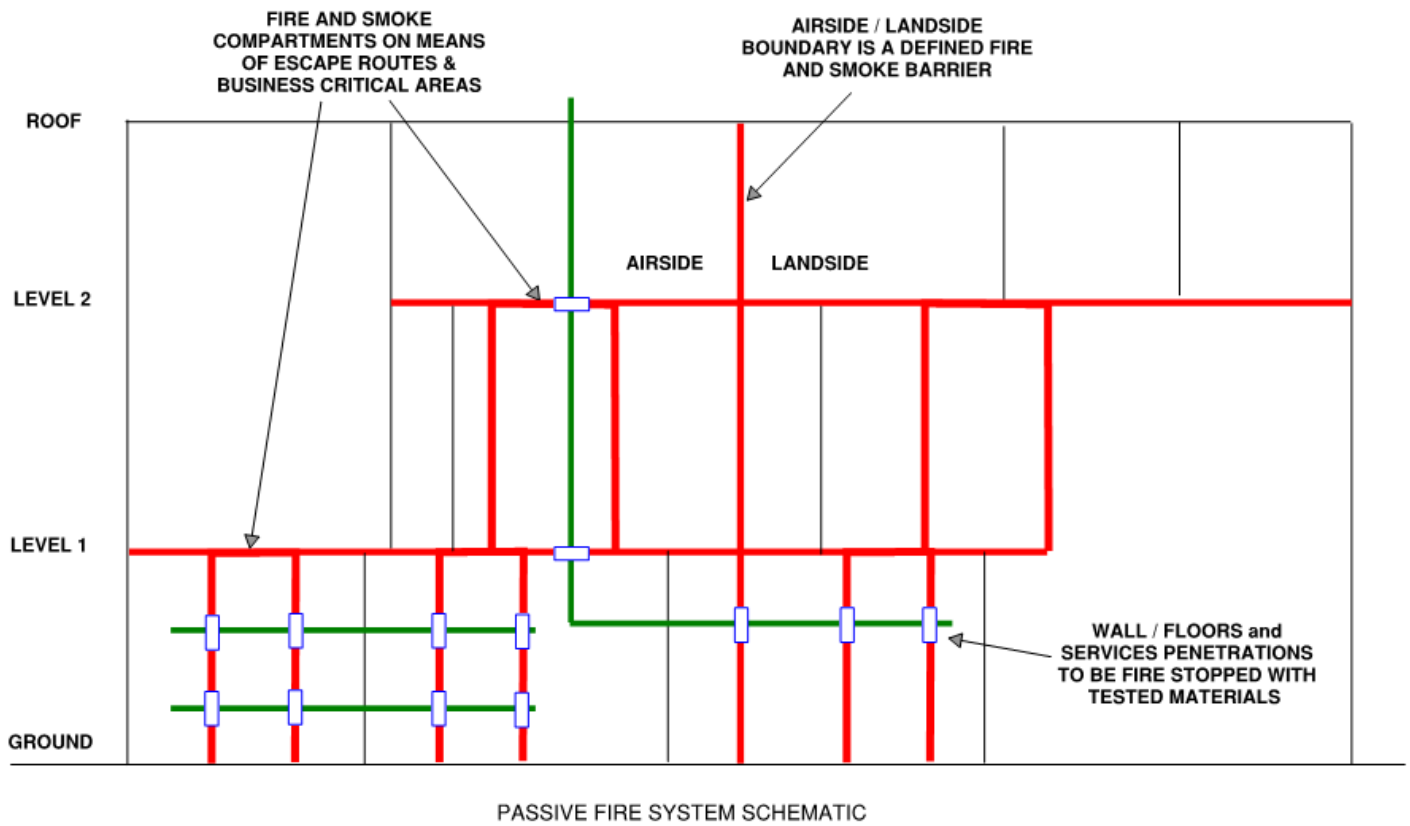 FIRE AND SMOKE
COMPARTMENTS ON MEANS
OF ESCAPE ROUTES &
BUSINESS CRITICAL AREAS
AIRSIDE / LANDSIDE
BOUNDARY IS A DEFINED FIRE
AND SMOKE BARRIER
ROOF
AIRSIDE
LANDSIDE
LEVEL 2
LEVEL 1
WALL / FLOORS and
SERVICES PENETRATIONS
TO BE FIRE STOPPED WITH
TESTED MATERIALS
GROUND
PASSIVE FIRE SYSTEM SCHEMATIC